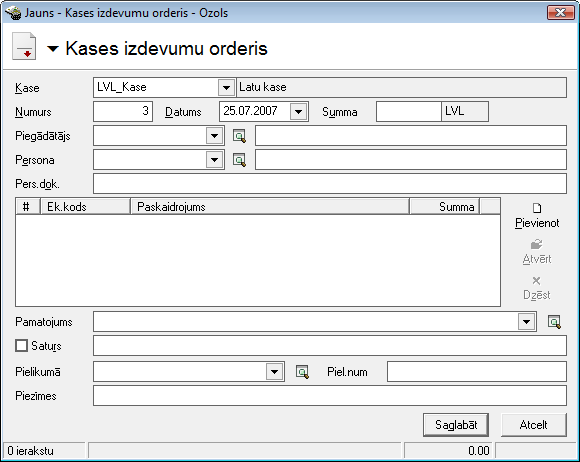 Jauns - Kases izdevumu orderis - Ozols
Kases izdevumu orderis
Kase LVL_Kase Latu kase
Numurs 3 Datums 25.07.2007 Summa LVL
Piegādātājs
Persona
Pers.dok.
# Ek.kods Paskaidrojums Summa
Pievienot
Atvērt
Dzēst
Pamatojums
Saturs
Pielikumā Piel.num
Piezīmes
Saglabāt Atcelt
0 ierakstu 0.00